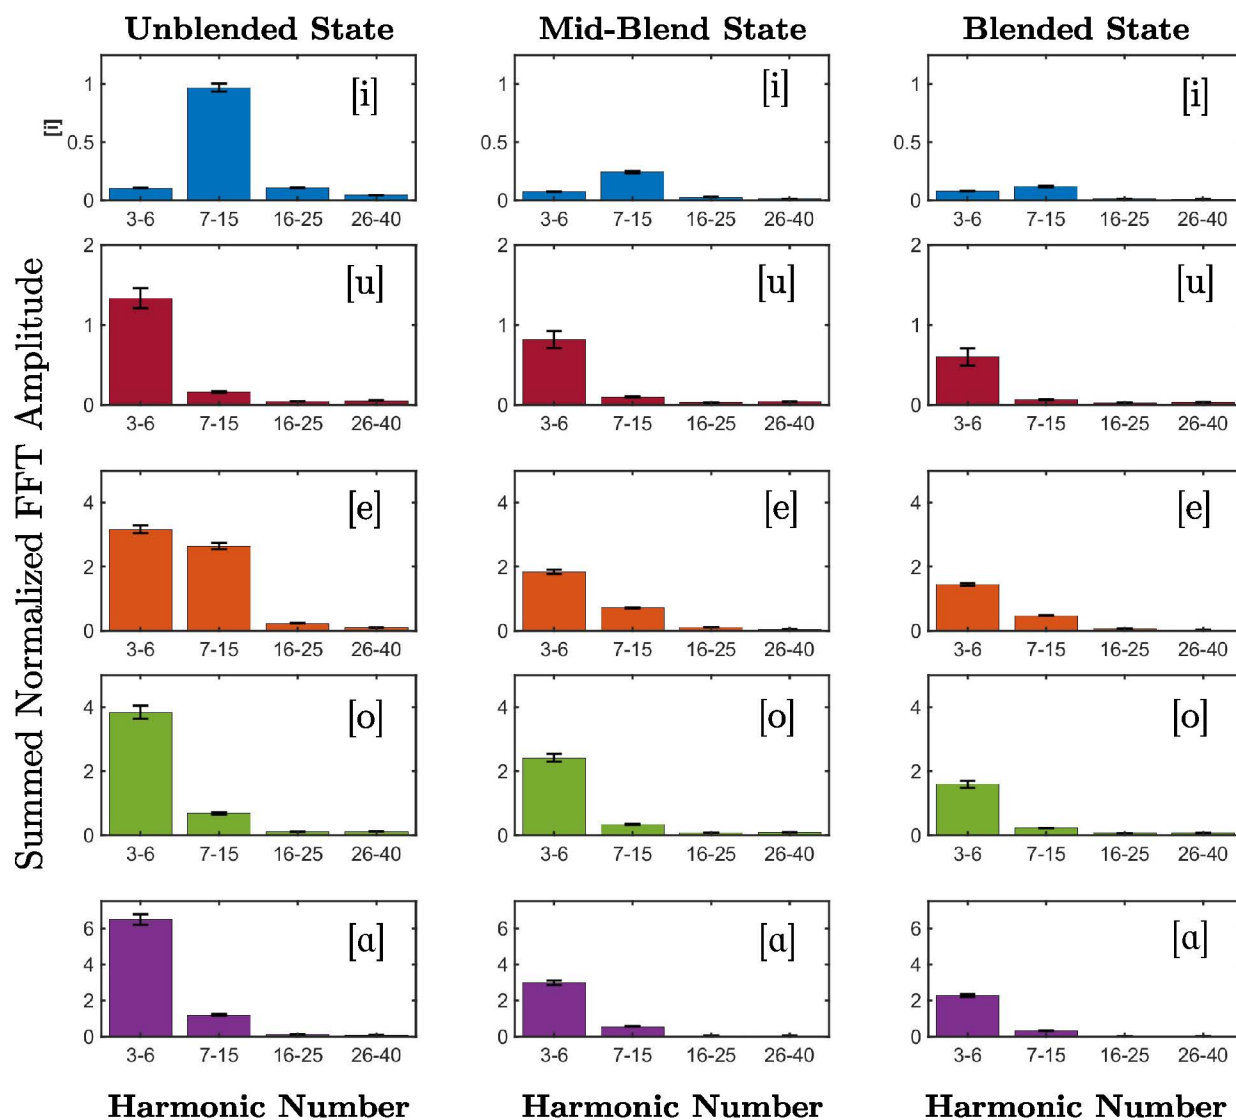 Unblended State Mid-Blend State Blended State
1 [i] 1 [i] 1 [i]
[i]
0.5 0.5 0.5
0 0 0
3-6 7-15 16-25 26-40 3-6 7-15 16-25 26-40 3-6 7-15 16-25 26-40
2 [u] 2 [u] 2 [u]
1 1 1
0 0 0
3-6 7-15 16-25 26-40 3-6 7-15 16-25 26-40 3-6 7-15 16-25 26-40
Summed Normalized FFT Amplitude
4 [e] 4 [e] 4 [e]
2 2 2
0 0 0
3-6 7-15 16-25 26-40 3-6 7-15 16-25 26-40 3-6 7-15 16-25 26-40
4 [o] 4 [o] 4 [o]
2 2 2
0 0 0
3-6 7-15 16-25 26-40 3-6 7-15 16-25 26-40 3-6 7-15 16-25 26-40
6 [ɑ] 6 [ɑ] 6 [ɑ]
4 4 4
2 2 2
0 0 0
3-6 7-15 16-25 26-40 3-6 7-15 16-25 26-40 3-6 7-15 16-25 26-40
Harmonic Number Harmonic Number Harmonic Number